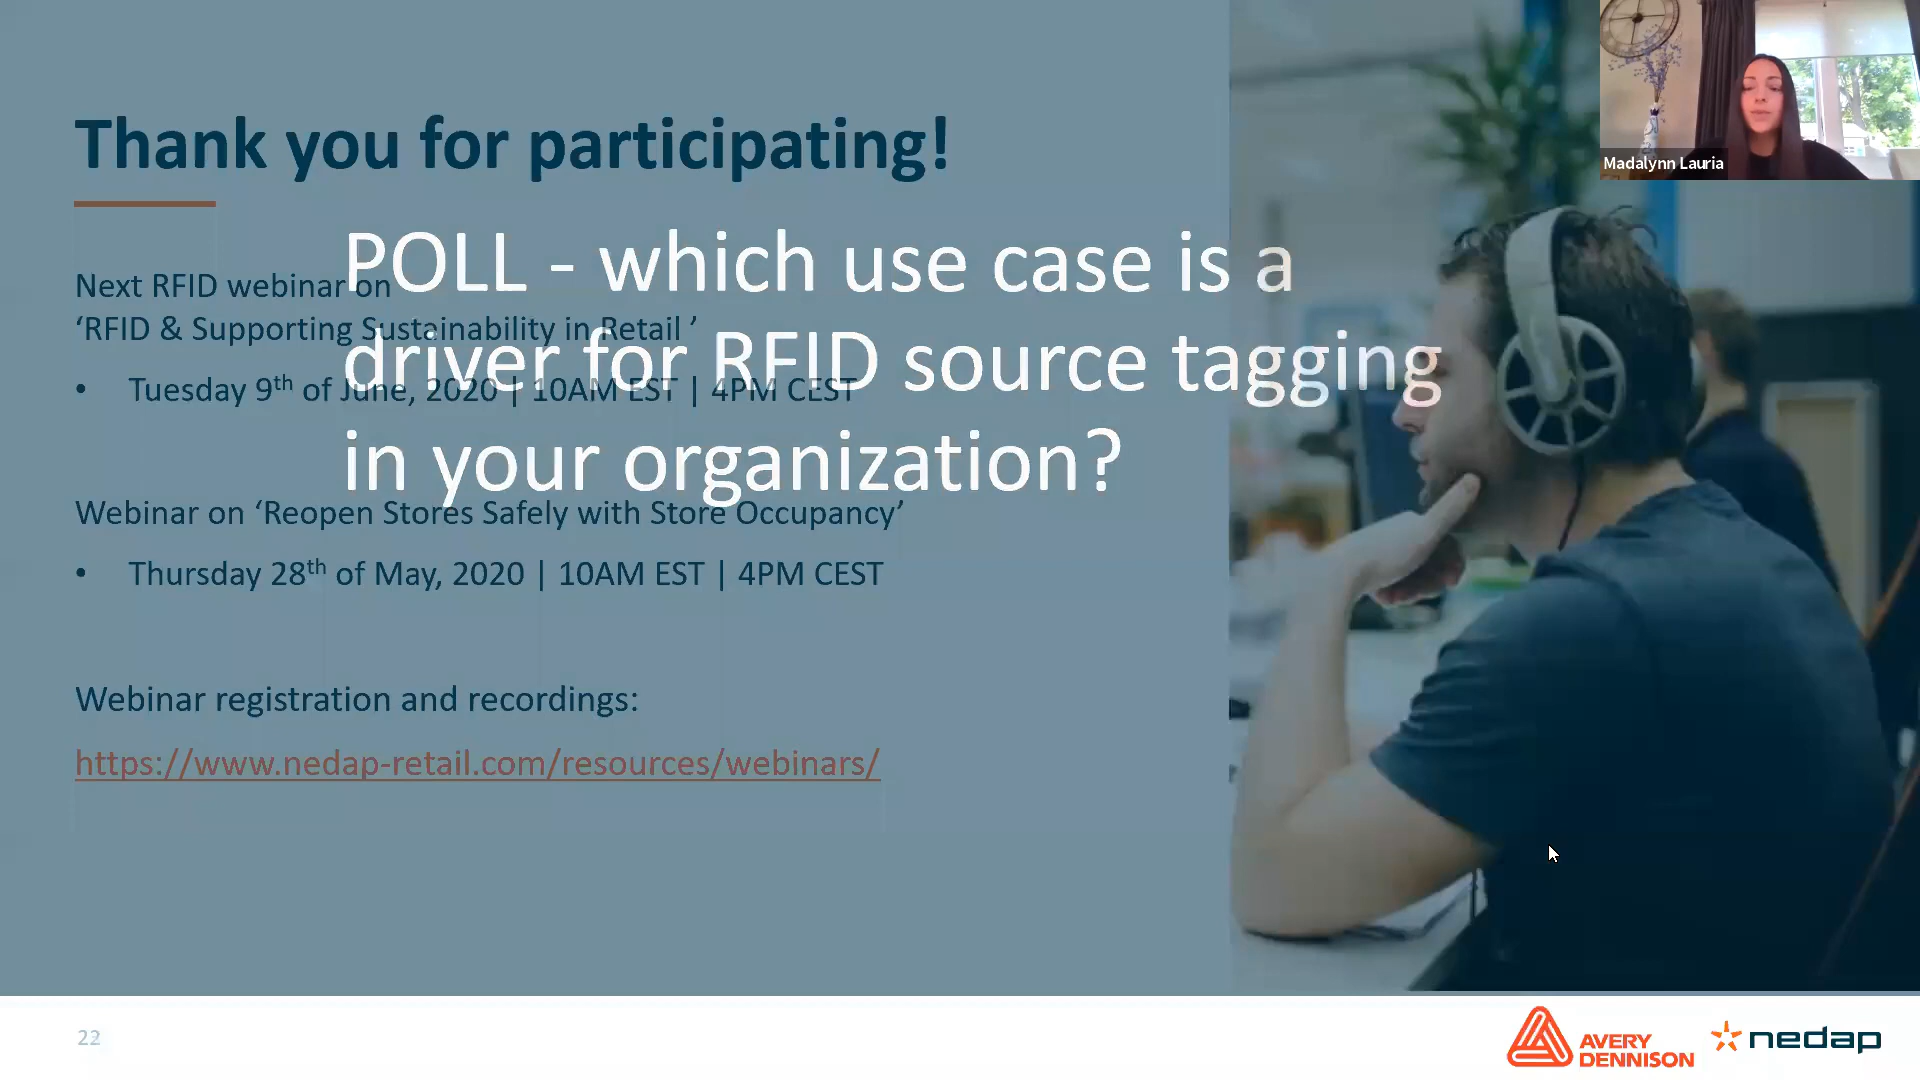 Thank you for participating!
Madalynn Lauria
POLL - which use case is a
driver for RFID source tagging
in your organization?
Next RFID webinar on
‘RFID & Supporting Sustainability in Retail ’
• Tuesday 9th of June, 2020 | 10AM EST | 4PM CEST
Webinar on ‘Reopen Stores Safely with Store Occupancy’
• Thursday 28th of May, 2020 | 10AM EST | 4PM CEST
Webinar registration and recordings:
https://www.nedap-retail.com/resources/webinars/
AVERY
DENNISON
nedap